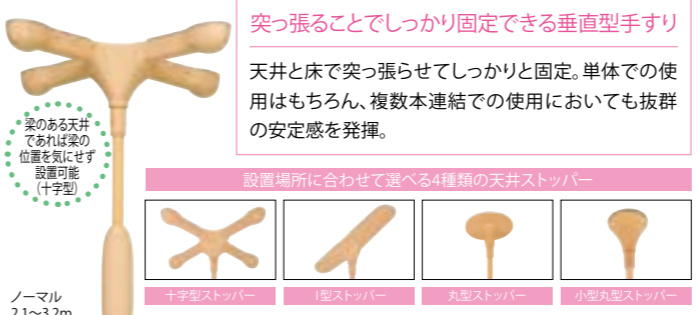 突っ張ることでしっかり固定できる垂直型手すり
天井と床で突っ張らせてしっかりと固定。単体での使
用はもちろん、複数本連結での使用においても抜群
の安定感を発揮。
梁のある天井
であれば梁の
位置を気にせず
設置可能
（十字型）
設置場所に合わせて選べる4種類の天井ストッパー
十字型ストッパー
I型ストッパー
丸型ストッパー
小型丸型ストッパー
ノーマル
2.1〜3.2m